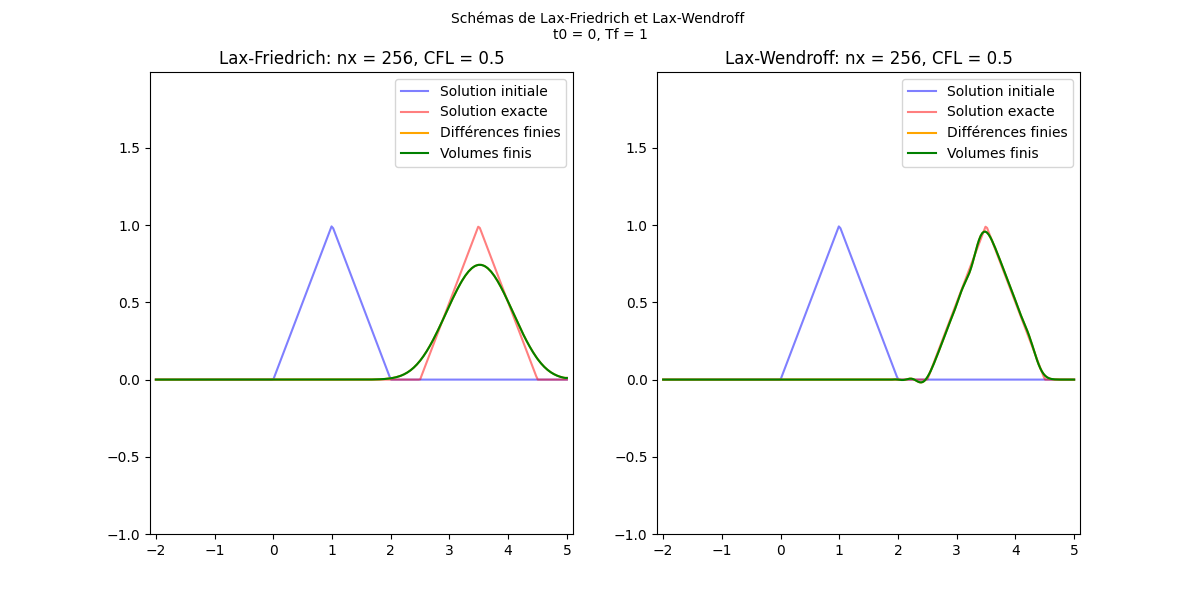 Schémas de Lax-Friedrich et Lax-Wendroff
t0 = 0, Tf = 1
Lax-Friedrich: nx = 256, CFL = 0.5
Solution initiale
Solution exacte
Différences finies
Volumes finis
1.5
1.0
0.5
0.0
−0.5
−1.0
−2 −1 0 1 2 3 4 5
Lax-Wendroff: nx = 256, CFL = 0.5
Solution initiale
Solution exacte
Différences finies
Volumes finis
1.5
1.0
0.5
0.0
−0.5
−1.0
−2 −1 0 1 2 3 4 5